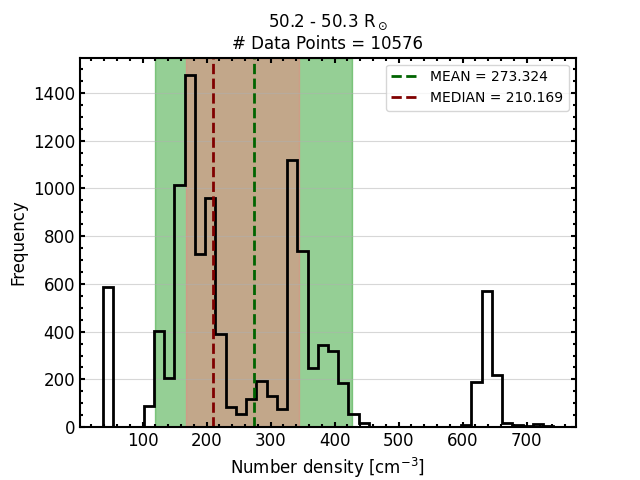 50.2 - 50.3 R⊙
# Data Points = 10576
MEAN = 273.324
MEDIAN = 210.169
Frequency
1400
1200
1000
800
600
400
200
0
100 200 300 400 500 600 700
Number density [cm⁻³]